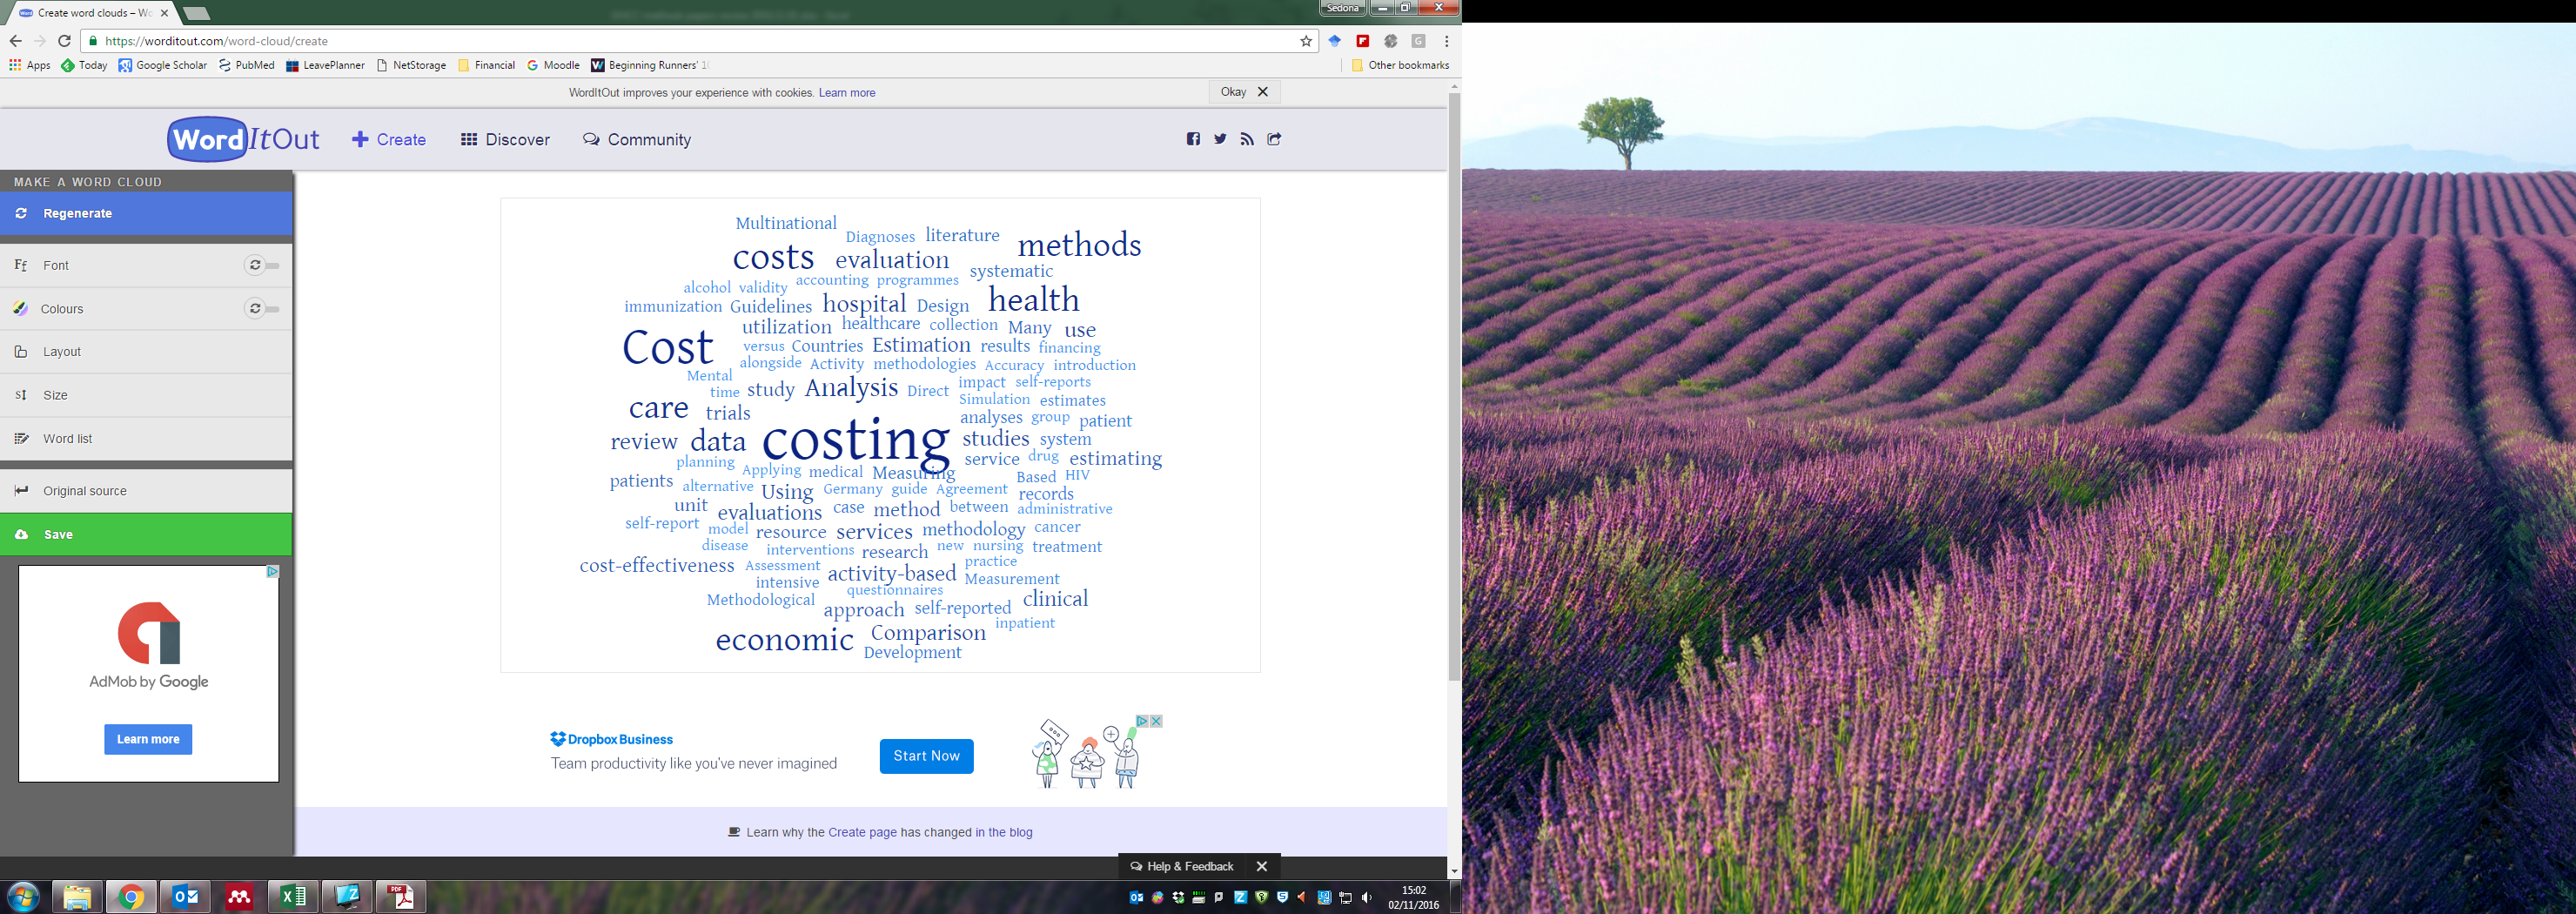 Create word clouds – Wo
Sedona
https://worditout.com/word-cloud/create
Apps Today Google Scholar PubMed LeavePlanner NetStorage Financial Moodle Beginning Runners' 10 Other bookmarks
WordItOut improves your experience with cookies. Learn more Okay
WordItOut Create Discover Community
MAKE A WORD CLOUD
Regenerate
Font
Colours
Layout
Size
Word list
Original source
Save
AdMob by Google
Learn more
Multinational
Diagnoses literature methods
costs evaluation systematic
alcohol validity accounting programmes
immunization Guidelines hospital Design health
utilization healthcare collection Many use
Cost versus Countries Estimation results financing
alongside Activity methodologies Accuracy introduction
Mental time study Analysis Direct impact self-reports
Simulation estimates
care trials analyses group patient
review data costing studies system
planning service drug estimating
Applying medical Measuring Based HIV
patients alternative Using Germany guide Agreement records
unit evaluations case method between administrative
self-report model resource services methodology cancer
disease interventions research new nursing treatment
cost-effectiveness Assessment activity-based practice
intensive Measurement
Methodological questionnaires clinical
approach self-reported
inpatient
economic Comparison
Development
Dropbox Business
Team productivity like you've never imagined
Start Now
Learn why the Create page has changed in the blog
Help & Feedback
15:02
02/11/2016